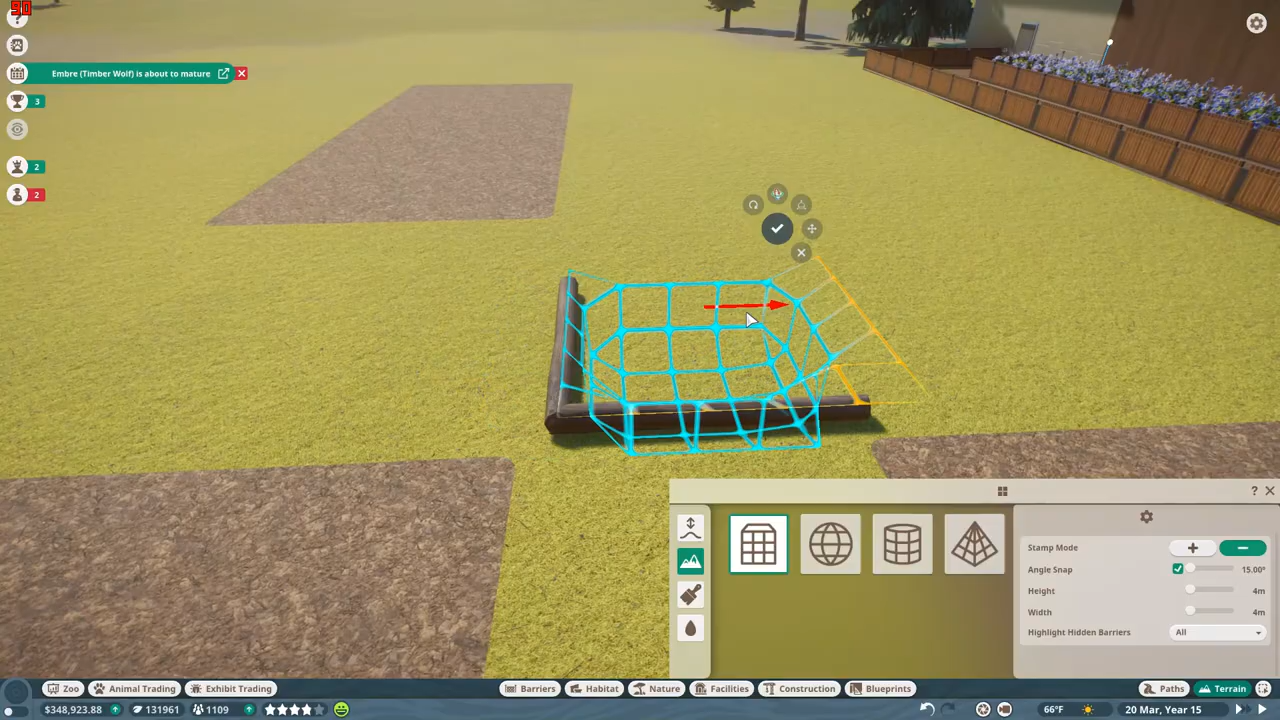 90
?
Embre (Timber Wolf) is about to mature
3
2
2
?
Stamp Mode
Angle Snap 15.00°
Height 4m
Width 4m
Highlight Hidden Barriers All
Zoo Animal Trading Exhibit Trading Barriers Habitat Nature Facilities Construction Blueprints Paths Terrain
$348,923.88 131961 1109 66°F 20 Mar, Year 15